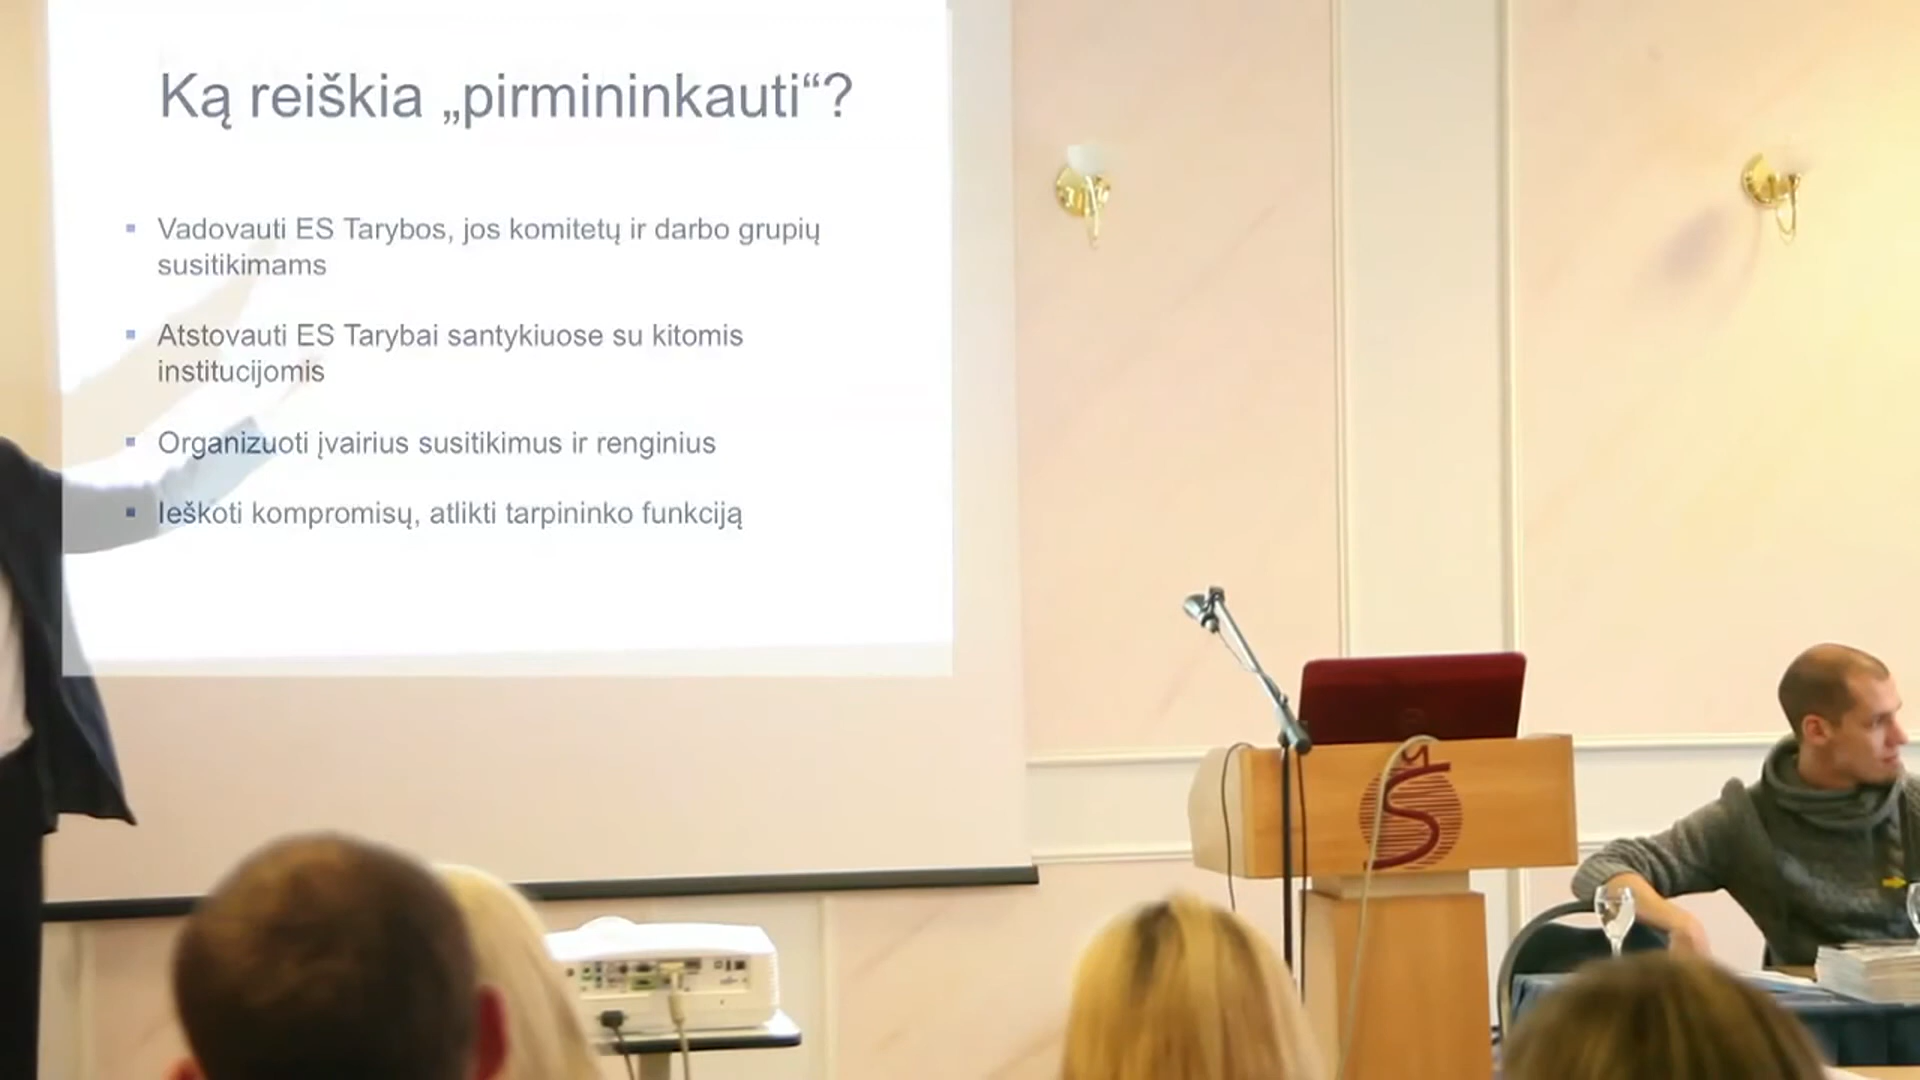 Ką reiškia „pirmininkauti“?
▪ Vadovauti ES Tarybos, jos komitetų ir darbo grupių
susitikimams
▪ Atstovauti ES Tarybai santykiuose su kitomis
institucijomis
▪ Organizuoti įvairius susitikimus ir renginius
▪ Ieškoti kompromisų, atlikti tarpininko funkciją